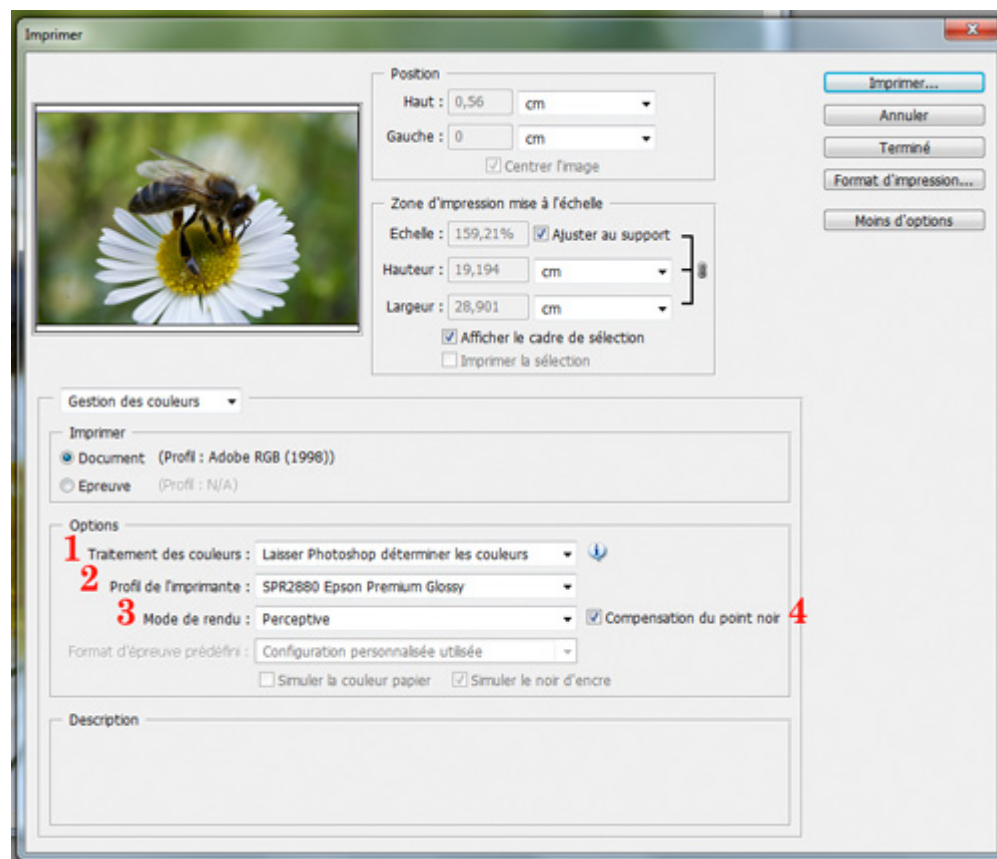 Imprimer
Position
Haut : 0,56 cm
Gauche : 0 cm
Centrer l'image
Zone d'impression mise à l'échelle
Echelle : 159,21% Ajuster au support
Hauteur : 19,194 cm
Largeur : 28,901 cm
Afficher le cadre de sélection
Imprimer la sélection
Imprimer...
Annuler
Terminé
Format d'impression...
Moins d'options
Gestion des couleurs
Imprimer
Document (Profil : Adobe RGB (1998))
Epreuve (Profil : N/A)
Options
1 Traitement des couleurs : Laisser Photoshop déterminer les couleurs
2 Profil de l'imprimante : SPR2880 Epson Premium Glossy
3 Mode de rendu : Perceptive Compensation du point noir 4
Format d'épreuve prédéfini : Configuration personnalisée utilisée
Simuler la couleur papier Simuler le noir d'encre
Description